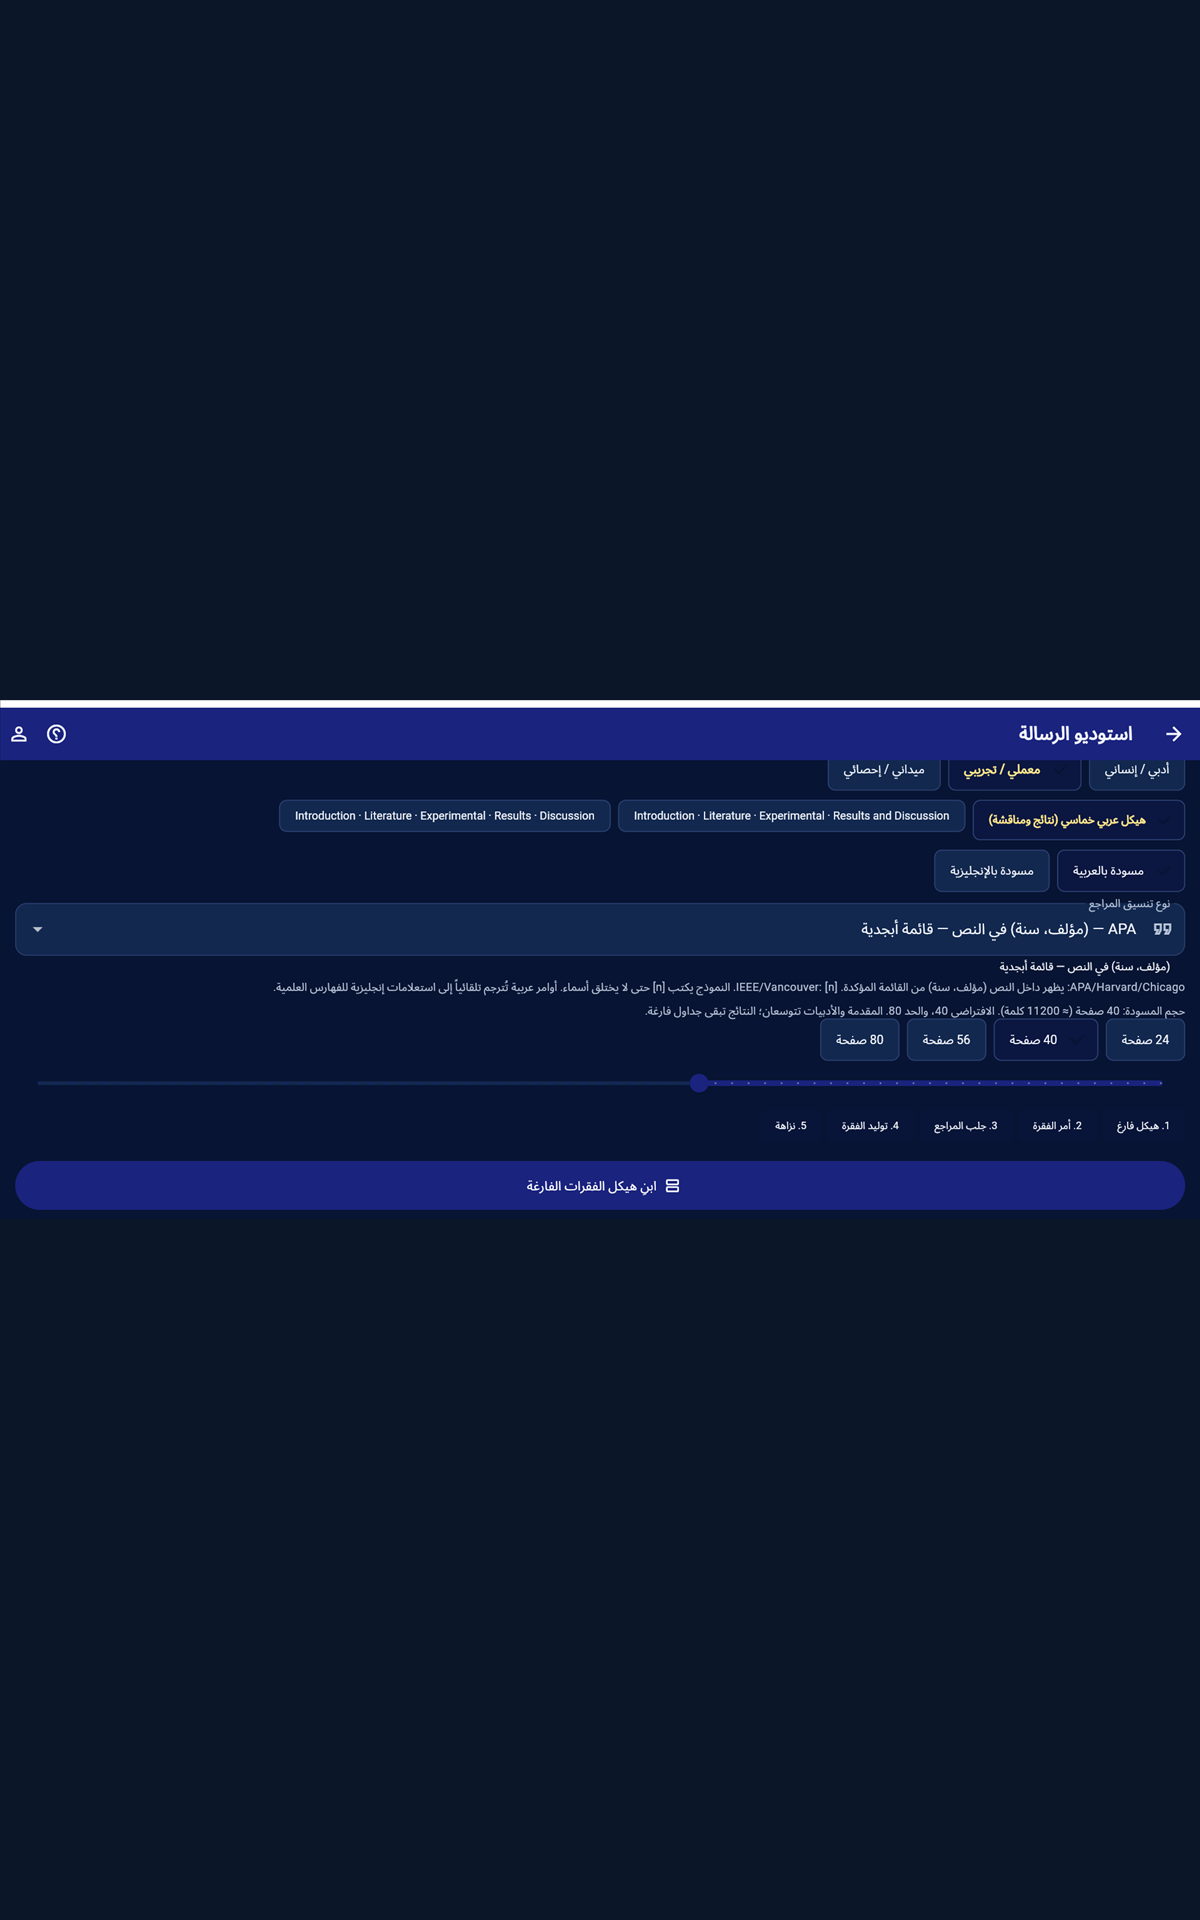 استوديو الرسالة
أدبي / إنساني
معملي / تجريبي
ميداني / إحصائي
هيكل عربي خماسي (نتائج ومناقشة)
Introduction · Literature · Experimental · Results and Discussion
Introduction · Literature · Experimental · Results · Discussion
مسودة بالعربية
مسودة بالإنجليزية
نوع تنسيق المراجع
APA — (مؤلف، سنة) في النص — قائمة أبجدية
(مؤلف، سنة) في النص — قائمة أبجدية
APA/Harvard/Chicago: يظهر داخل النص (مؤلف، سنة) من القائمة المؤكدة. IEEE/Vancouver: [n]. النموذج يكتب [n] حتى لا يختلق أسماء. أوامر عربية تُترجم تلقائياً إلى استعلامات إنجليزية للفهارس العلمية.
حجم المسودة: 40 صفحة (≈ 11200 كلمة). الافتراضي 40، والحد 80. المقدمة والأدبيات تتوسعان؛ النتائج تبقى جداول فارغة.
24 صفحة
40 صفحة
56 صفحة
80 صفحة
1. هيكل فارغ
2. أمر الفقرة
3. جلب المراجع
4. توليد الفقرة
5. نزاهة
ابنِ هيكل الفقرات الفارغة